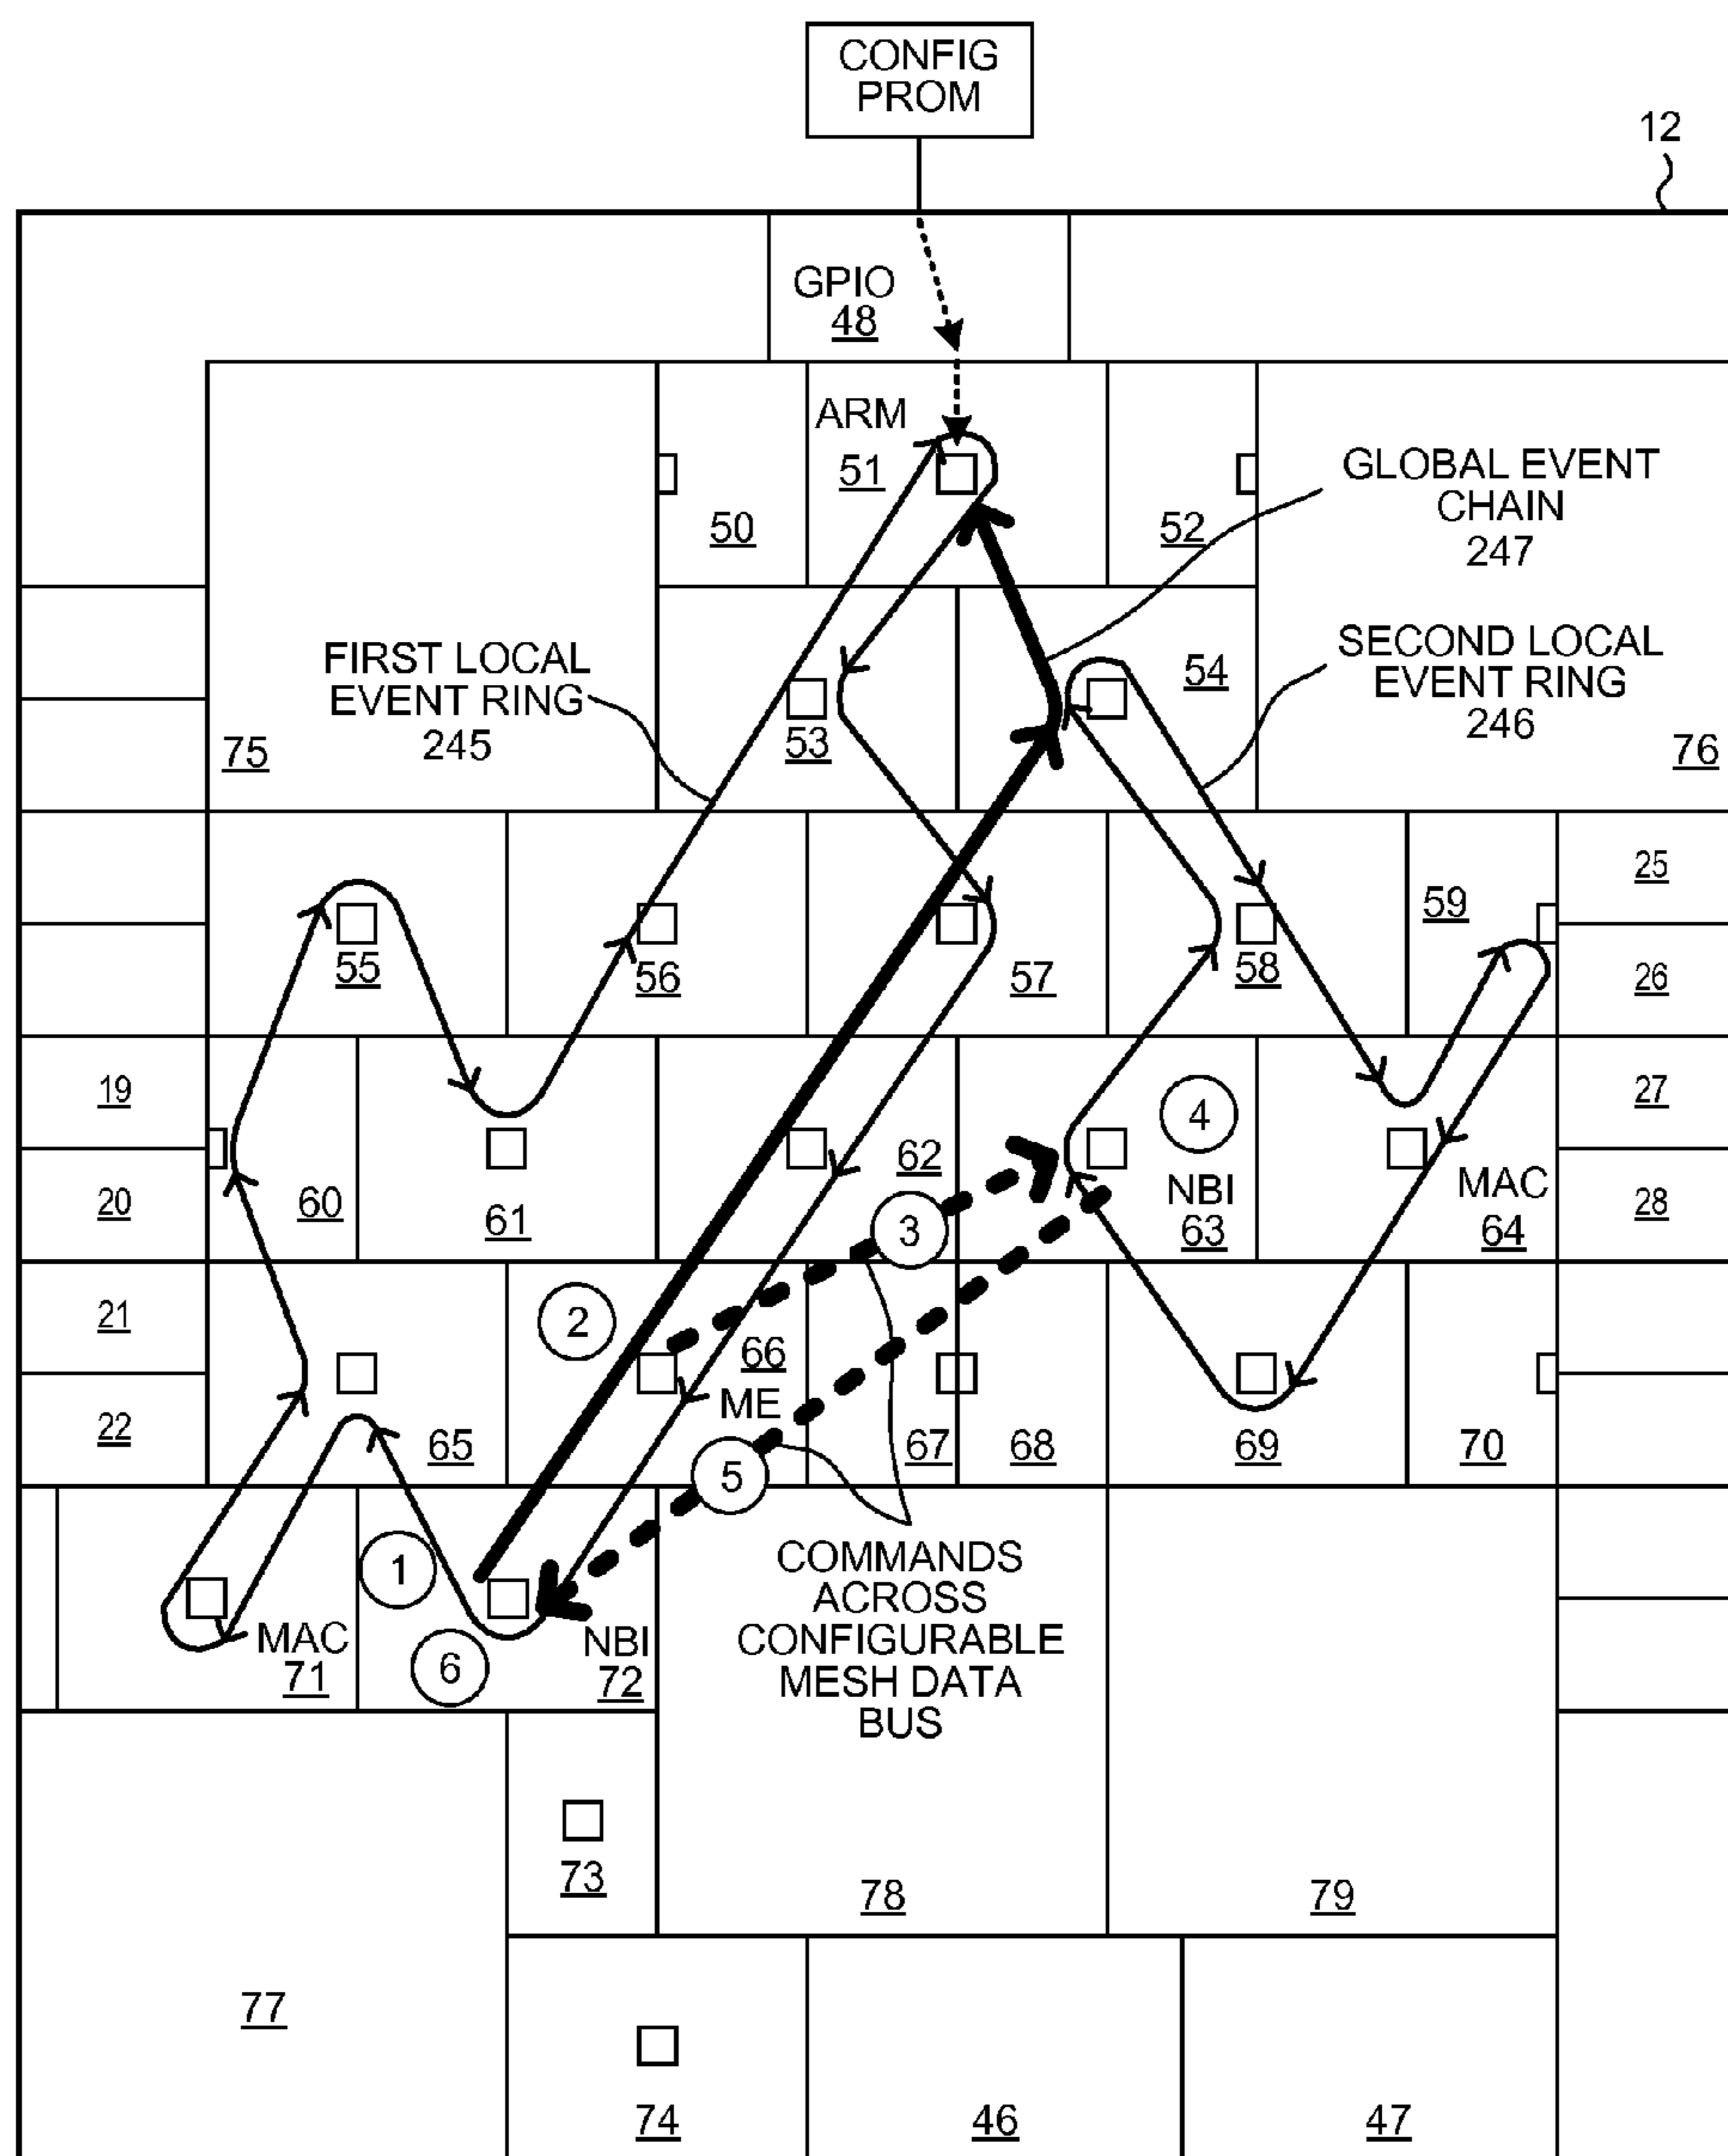 CONFIG
PROM
12
GPIO
48
ARM
51
50
52
GLOBAL EVENT
CHAIN
247
FIRST LOCAL
EVENT RING
245
75
53
54
SECOND LOCAL
EVENT RING
246
76
55
56
57
58
59
25
26
19
20
60
61
62
3
4
NBI
63
MAC
64
27
28
21
22
65
2
66
ME
67
68
69
70
5
1
MAC
71
6
NBI
72
COMMANDS
ACROSS
CONFIGURABLE
MESH DATA
BUS
73
78
79
77
74
46
47